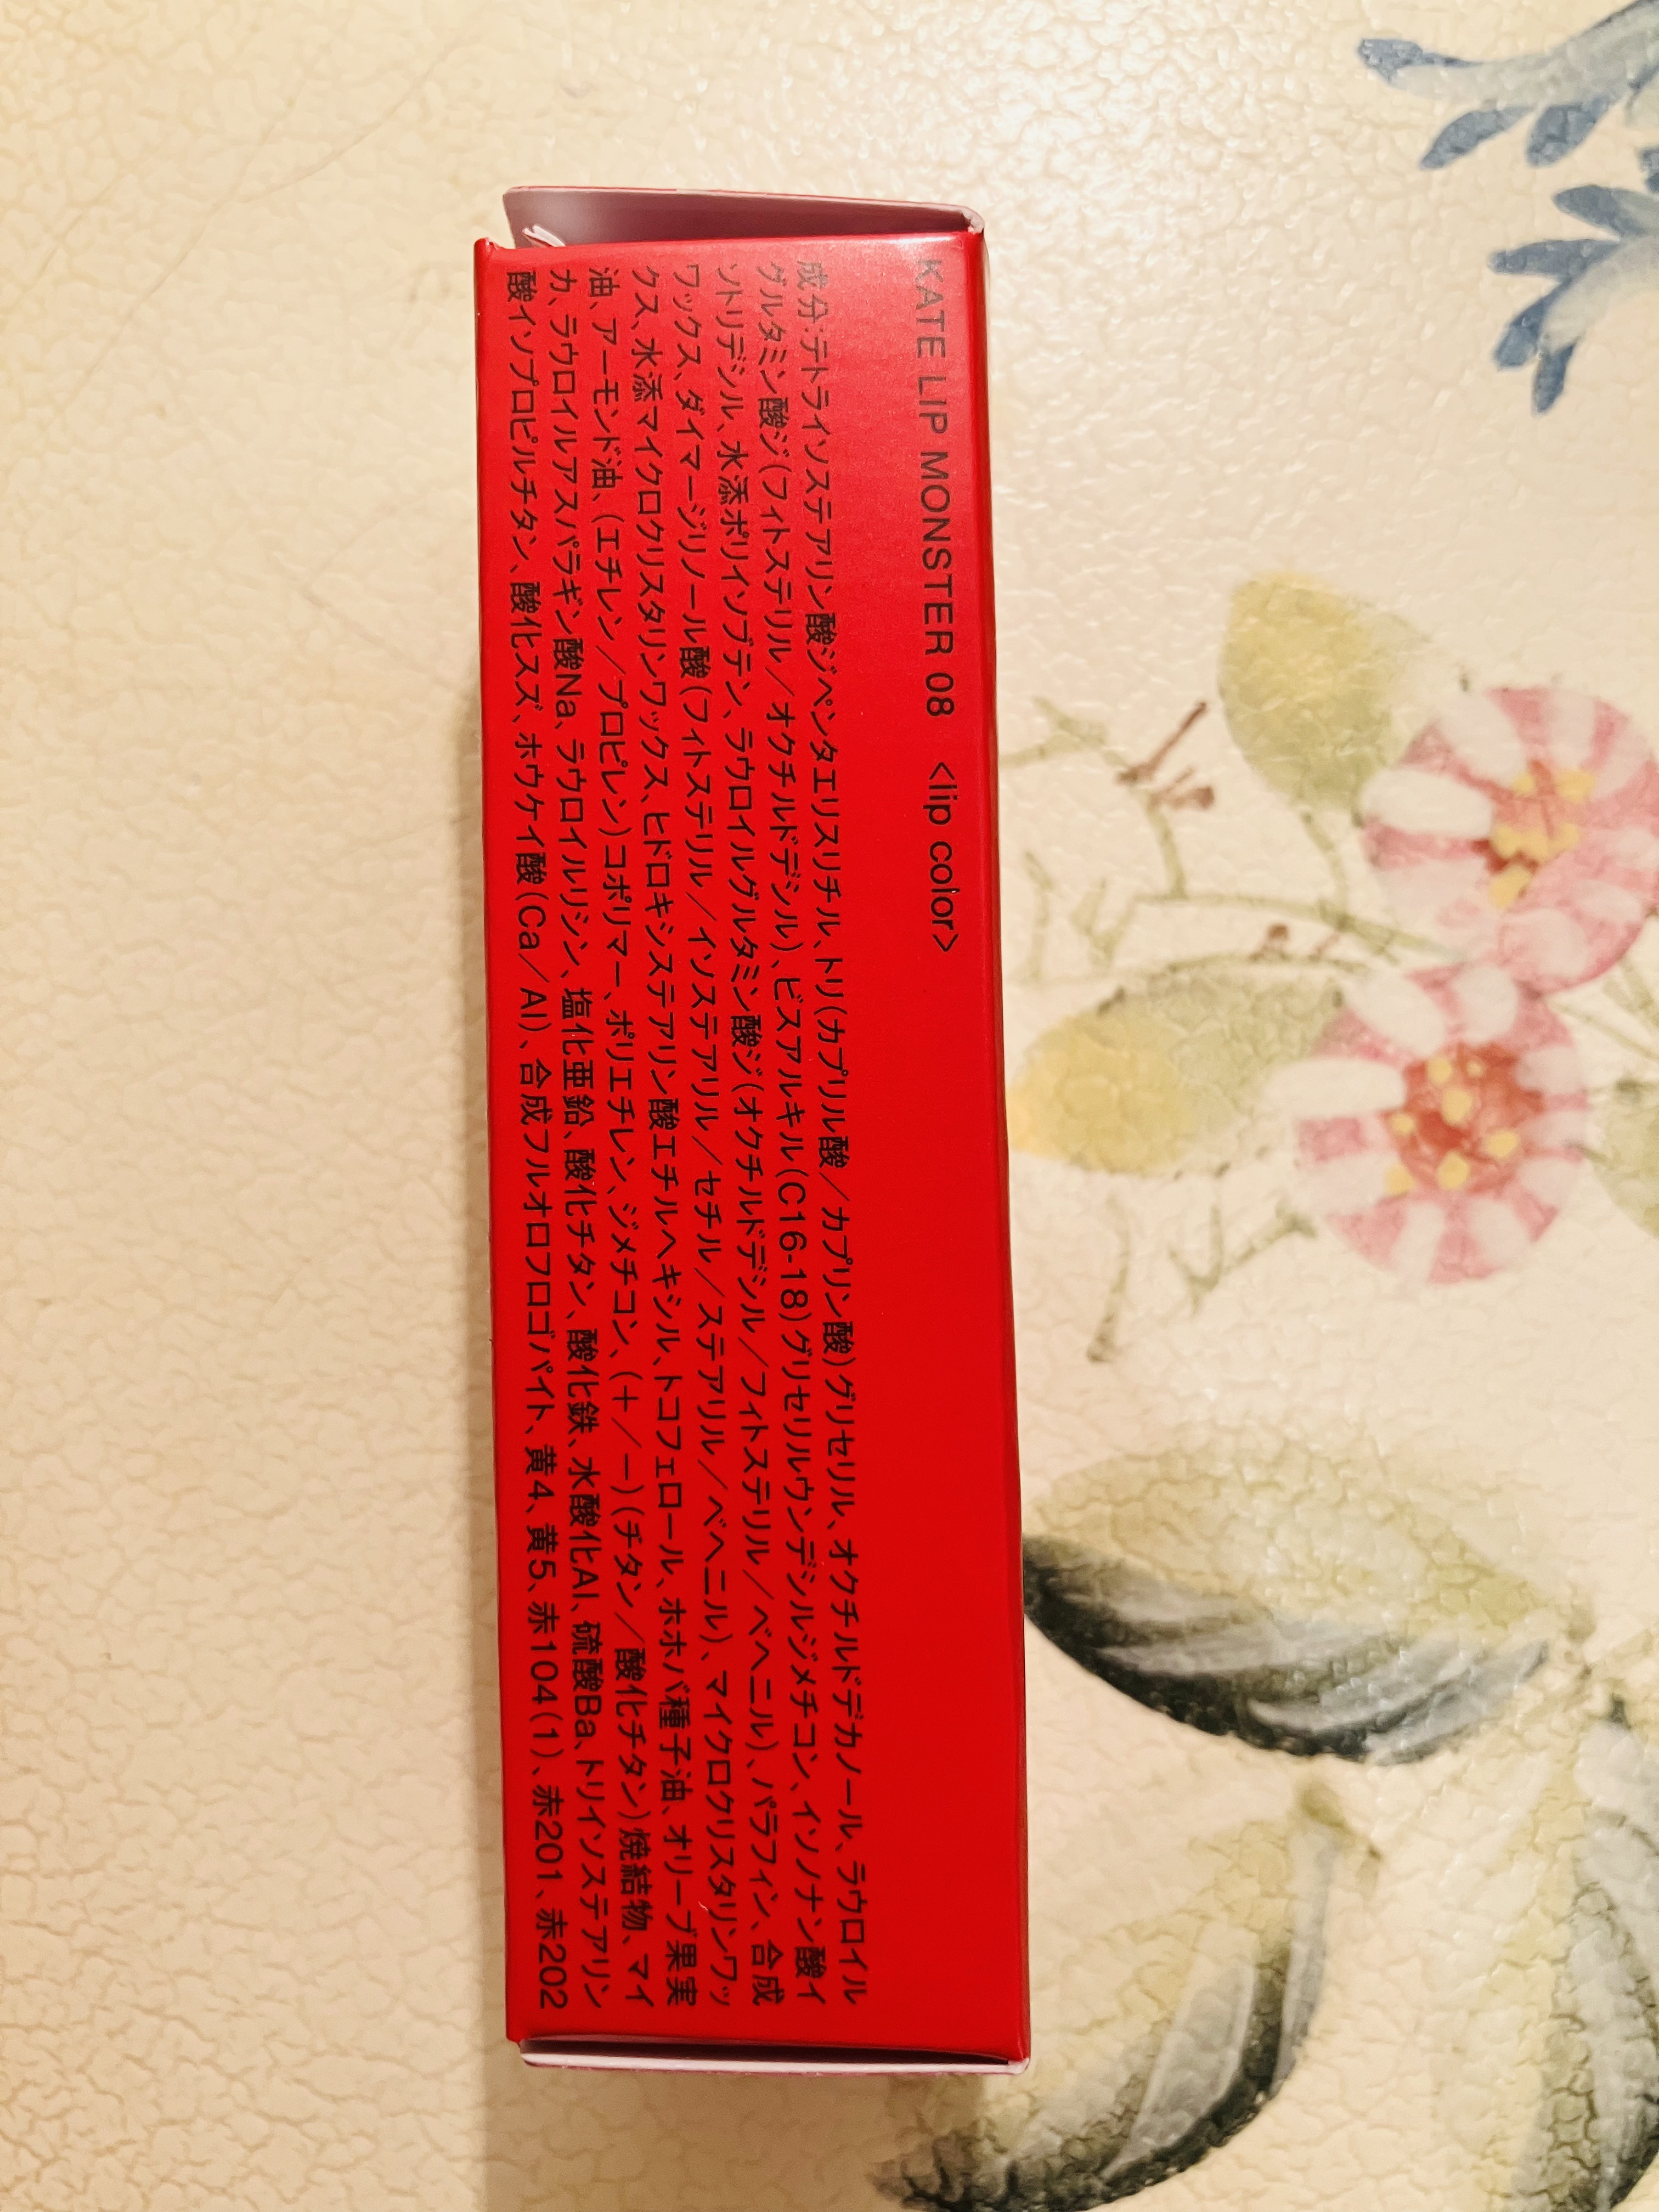 KATE LIP MONSTER 08 <lip color>
成分:テトライソステアリン酸ジペンタエリスリチル、トリ(カプリル酸／カプリン酸)グリセリル、オクチルドデカノール、ラウロイル
グルタミン酸ジ(フィトステリル／オクチルドデシル)、ビスアルキル(C16-18)グリセリルウンデシルジメチコン、イソノナン酸イ
ソトリデシル、水添ポリイソブテン、ラウロイルグルタミン酸ジ(オクチルドデシル／フィトステリル／ベヘニル)、パラフィン、合成
ワックス、ダイマージリノール酸(フィトステリル／イソステアリル／セチル／ステアリル／ベヘニル)、マイクロクリスタリンワッ
クス、水添マイクロクリスタリンワックス、ヒドロキシステアリン酸エチルヘキシル、トコフェロール、ホホバ種子油、オリーブ果実
油、アーモンド油、(エチレン／プロピレン)コポリマー、ポリエチレン、ジメチコン、(＋／－)(チタン／酸化チタン)焼結物、マイ
カ、ラウロイルアスパラギン酸Na、ラウロイルリシン、塩化亜鉛、酸化チタン、酸化鉄、水酸化Al、硫酸Ba、トリイソステアリン
酸イソプロピルチタン、酸化スズ、ホウケイ酸(Ca／Al)、合成フルオロフロゴパイト、黄4、黄5、赤104(1)、赤201、赤202